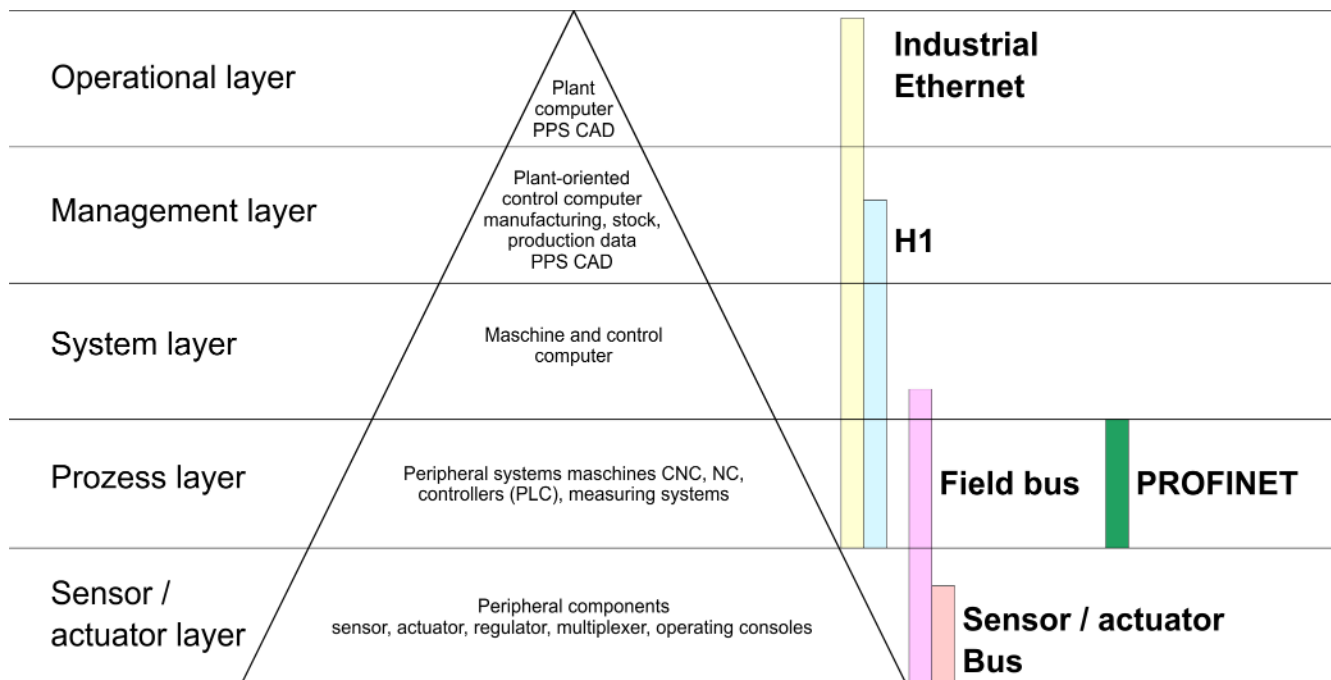 Operational layer
Plant
computer
PPS CAD
Industrial
Ethernet
Management layer
Plant-oriented
control computer
manufacturing, stock,
production data
PPS CAD
H1
System layer
Maschine and control
computer
Prozess layer
Peripheral systems maschines CNC, NC,
controllers (PLC), measuring systems
Field bus
PROFINET
Sensor /
actuator layer
Peripheral components
sensor, actuator, regulator, multiplexer, operating consoles
Sensor / actuator
Bus